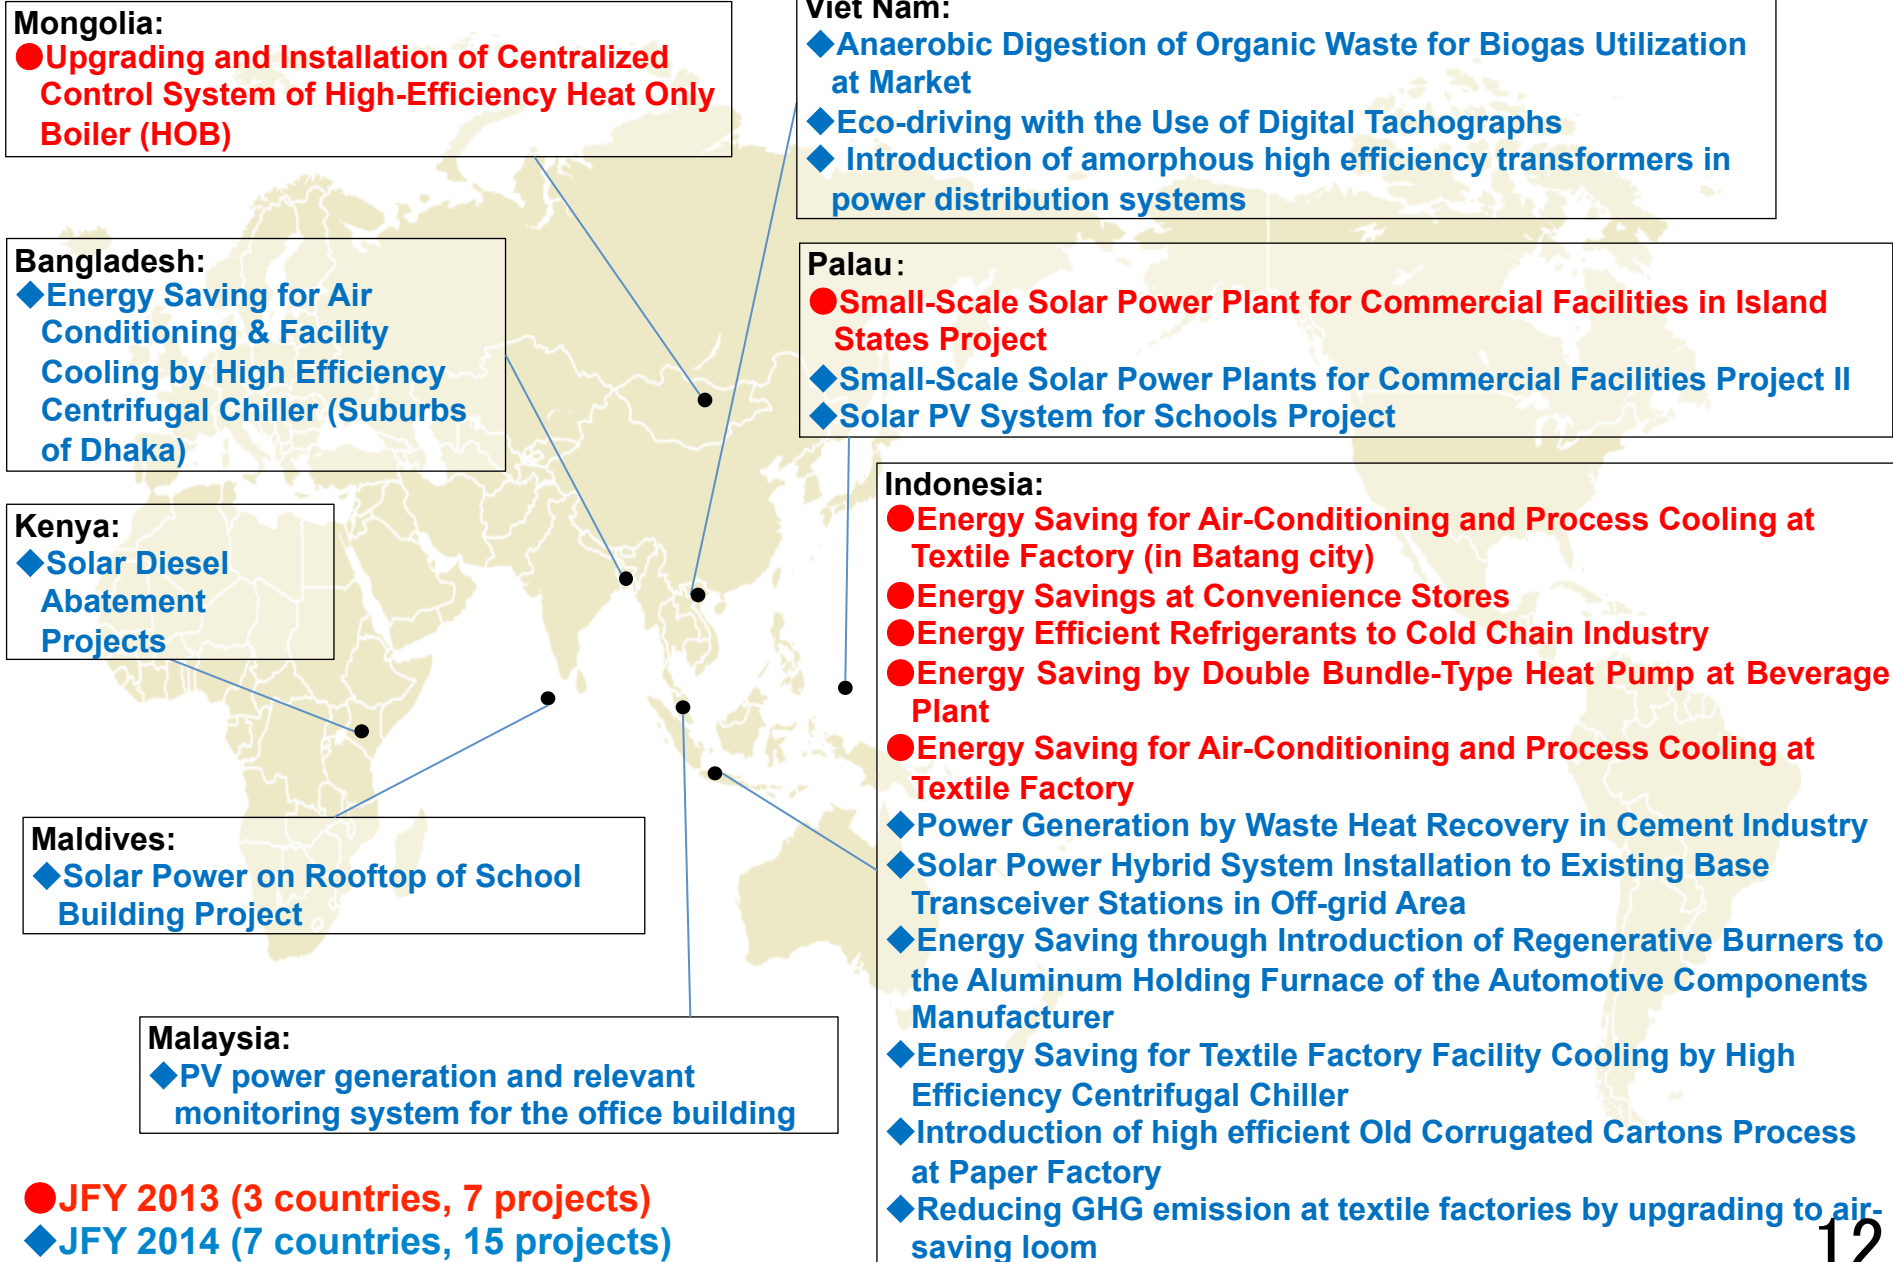 Mongolia:
●Upgrading and Installation of Centralized
Control System of High-Efficiency Heat Only
Boiler (HOB)
Viet Nam:
◆Anaerobic Digestion of Organic Waste for Biogas Utilization
at Market
◆Eco-driving with the Use of Digital Tachographs
◆ Introduction of amorphous high efficiency transformers in
power distribution systems
Bangladesh:
◆Energy Saving for Air
Conditioning & Facility
Cooling by High Efficiency
Centrifugal Chiller (Suburbs
of Dhaka)
Palau：
●Small-Scale Solar Power Plant for Commercial Facilities in Island
States Project
◆Small-Scale Solar Power Plants for Commercial Facilities Project II
◆Solar PV System for Schools Project
Kenya:
◆Solar Diesel
Abatement
Projects
Indonesia:
●Energy Saving for Air-Conditioning and Process Cooling at
Textile Factory (in Batang city)
●Energy Savings at Convenience Stores
●Energy Efficient Refrigerants to Cold Chain Industry
●Energy Saving by Double Bundle-Type Heat Pump at Beverage
Plant
●Energy Saving for Air-Conditioning and Process Cooling at
Textile Factory
◆Power Generation by Waste Heat Recovery in Cement Industry
◆Solar Power Hybrid System Installation to Existing Base
Transceiver Stations in Off-grid Area
◆Energy Saving through Introduction of Regenerative Burners to
the Aluminum Holding Furnace of the Automotive Components
Manufacturer
◆Energy Saving for Textile Factory Facility Cooling by High
Efficiency Centrifugal Chiller
◆Introduction of high efficient Old Corrugated Cartons Process
at Paper Factory
◆Reducing GHG emission at textile factories by upgrading to air-
saving loom
Maldives:
◆Solar Power on Rooftop of School
Building Project
Malaysia:
◆PV power generation and relevant
monitoring system for the office building
●JFY 2013 (3 countries, 7 projects)
◆JFY 2014 (7 countries, 15 projects)
12